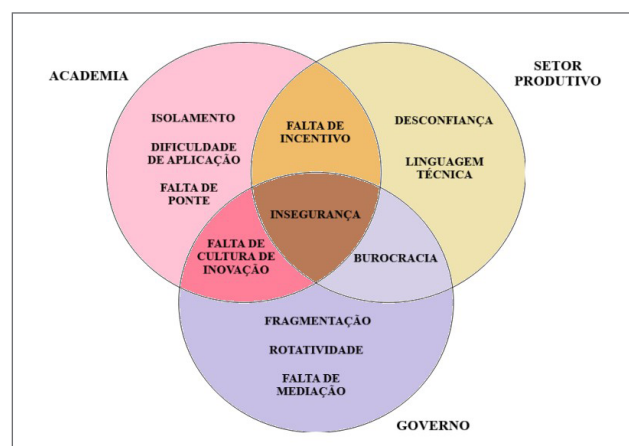 ACADEMIA
SETOR
PRODUTIVO
ISOLAMENTO
DIFICULDADE
DE APLICAÇÃO
FALTA DE
PONTE
FALTA DE
INCENTIVO
DESCONFIANÇA
LINGUAGEM
TÉCNICA
INSEGURANÇA
FALTA DE
CULTURA DE
INOVAÇÃO
BUROCRACIA
FRAGMENTAÇÃO
ROTATIVIDADE
FALTA DE
MEDIAÇÃO
GOVERNO